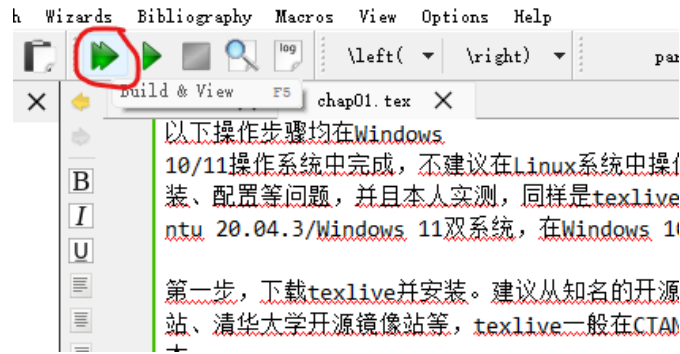 h Wizards Bibliography Macros View Options Help
log \left( \right) par
Build & View F5 chap01.tex
以下操作步骤均在Windows
B 10/11操作系统中完成，不建议在Linux系统中操
I 装、配置等问题，并且本人实测，同样是texlive
U ntu 20.04.3/Windows 11双系统，在Windows 10
第一步，下载texlive并安装。建议从知名的开源
站、清华大学开源镜像站等，texlive一般在CTAN